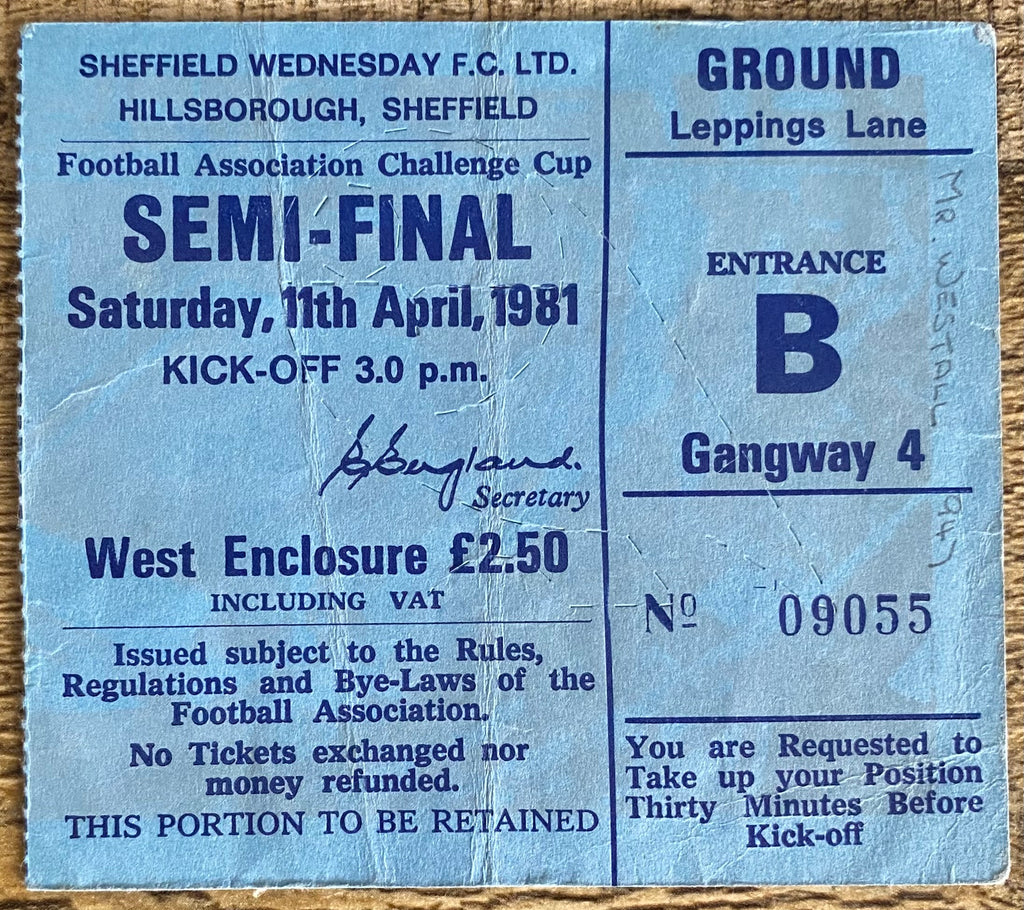 SHEFFIELD WEDNESDAY F.C. LTD.
HILLSBOROUGH, SHEFFIELD
Football Association Challenge Cup
SEMI-FINAL
Saturday, 11th April, 1981
KICK-OFF 3.0 p.m.
Secretary
West Enclosure £2.50
INCLUDING VAT
Issued subject to the Rules,
Regulations and Bye-Laws of the
Football Association.
No Tickets exchanged nor
money refunded.
THIS PORTION TO BE RETAINED
GROUND
Leppings Lane
ENTRANCE
B
Gangway 4
Nº 09055
You are Requested to
Take up your Position
Thirty Minutes Before
Kick-off
MR. WESTALL